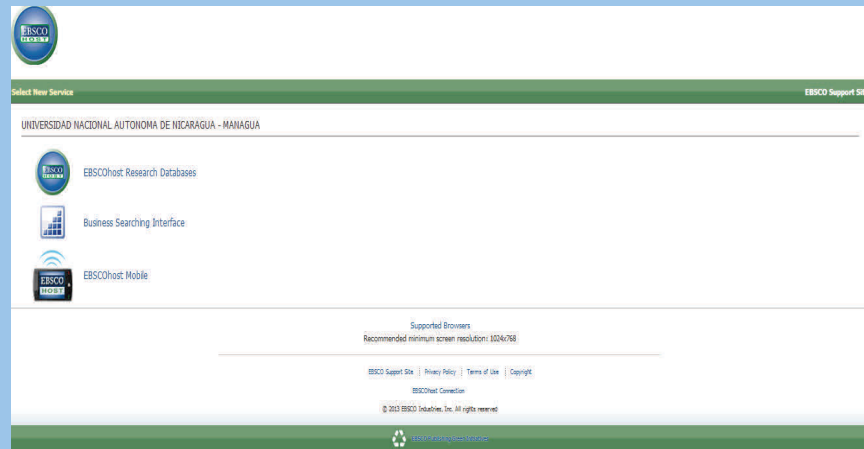 EBSCO
HOST
Select New Service
EBSCO Support Sit
UNIVERSIDAD NACIONAL AUTONOMA DE NICARAGUA - MANAGUA
EBSCO
HOST
EBSCOhost Research Databases
Business Searching Interface
EBSCO
HOST
EBSCOhost Mobile
Supported Browsers
Recommended minimum screen resolution: 1024x768
EBSCO Support Site | Privacy Policy | Terms of Use | Copyright
EBSCOhost Connection
© 2013 EBSCO Industries, Inc. All rights reserved